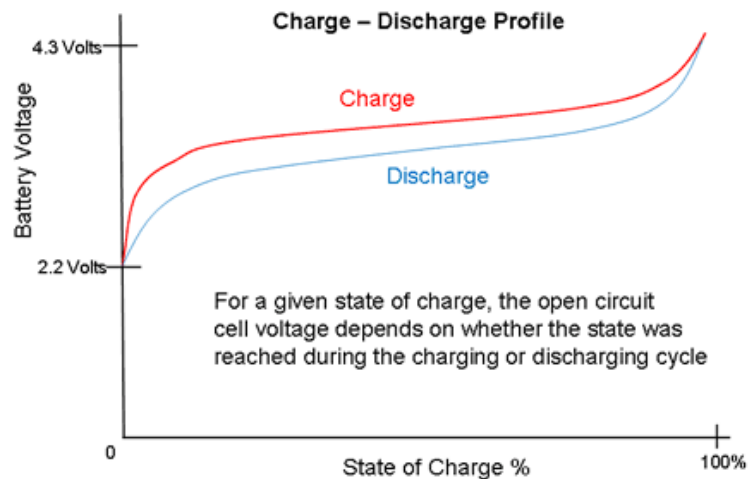 Charge – Discharge Profile
4.3 Volts
Battery Voltage
Charge
Discharge
2.2 Volts
For a given state of charge, the open circuit
cell voltage depends on whether the state was
reached during the charging or discharging cycle
0
State of Charge %
100%